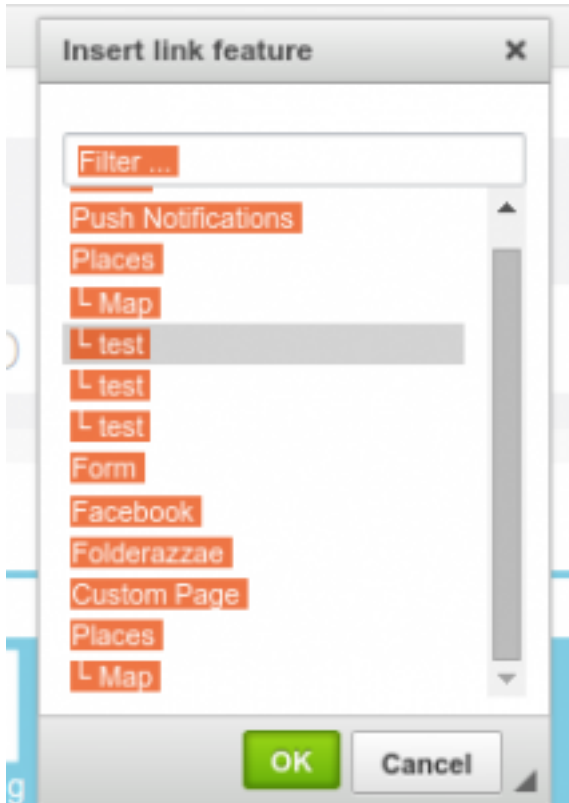 Insert link feature
Filter ...
Push Notifications
Places
└ Map
└ test
└ test
└ test
Form
Facebook
Folderazzae
Custom Page
Places
└ Map
OK
Cancel
g